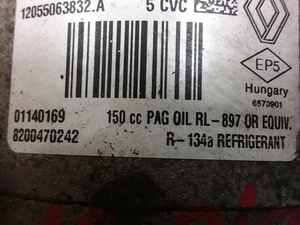 12055063832.A 5 CVC
EP5
Hungary
6570901
01140169 150 cc PAG OIL RL-897 OR EQUIV.
8200470242 R-134a REFRIGERANT